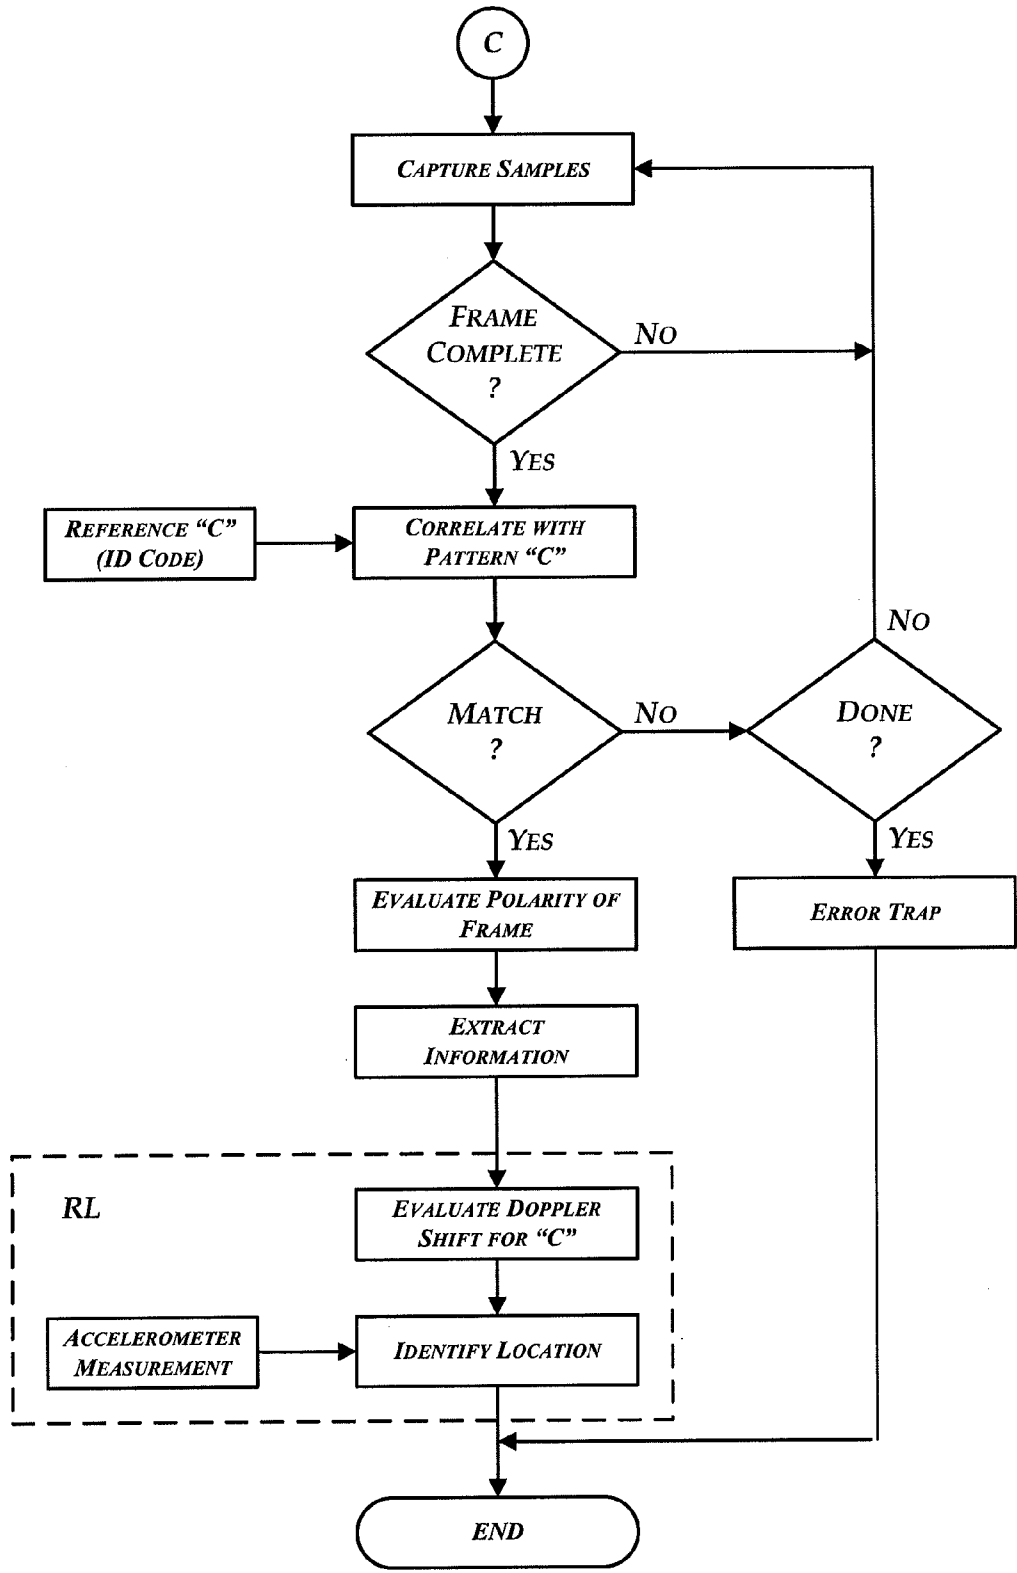 C
CAPTURE SAMPLES
FRAME
COMPLETE
?
NO
YES
REFERENCE "C"
(ID CODE)
CORRELATE WITH
PATTERN "C"
NO
MATCH
?
NO
DONE
?
YES
YES
EVALUATE POLARITY OF
FRAME
ERROR TRAP
EXTRACT
INFORMATION
RL
EVALUATE DOPPLER
SHIFT FOR "C"
ACCELEROMETER
MEASUREMENT
IDENTIFY LOCATION
END